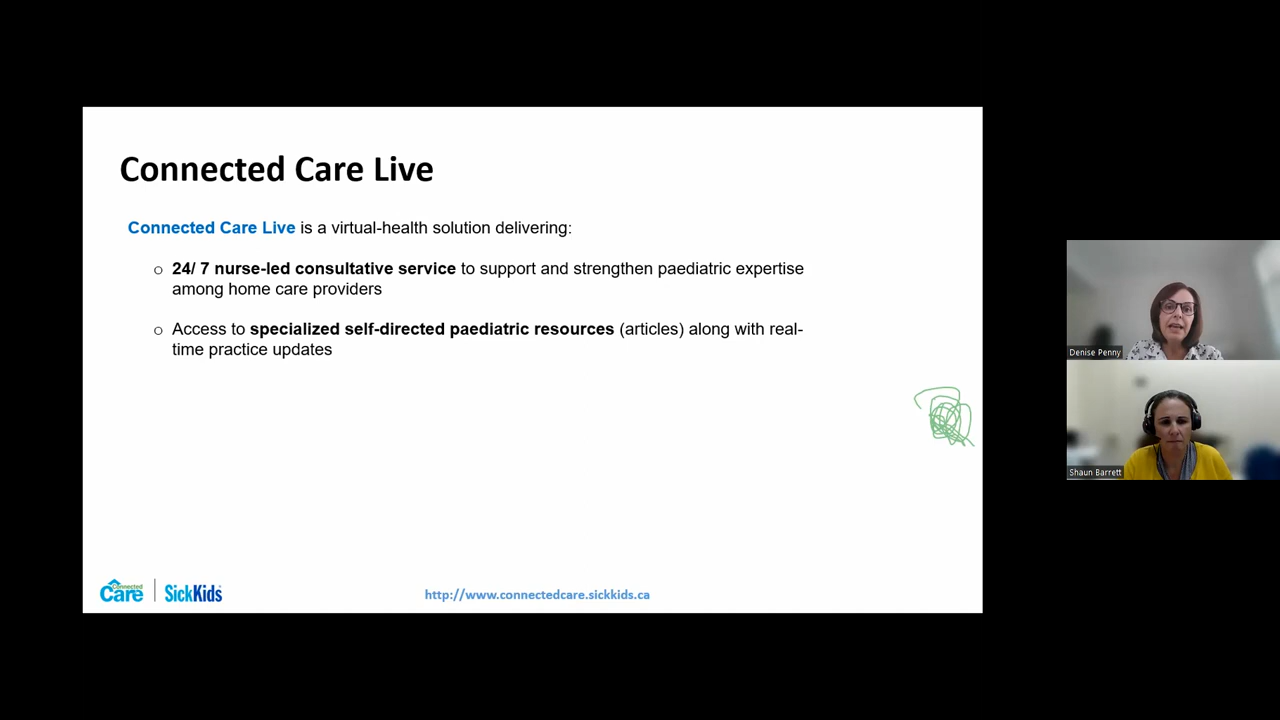 Connected Care Live
Connected Care Live is a virtual-health solution delivering:
o 24/ 7 nurse-led consultative service to support and strengthen paediatric expertise
among home care providers
o Access to specialized self-directed paediatric resources (articles) along with real-
time practice updates
Denise Penny
Shaun Barrett
Connected
Care
SickKids
http://www.connectedcare.sickkids.ca